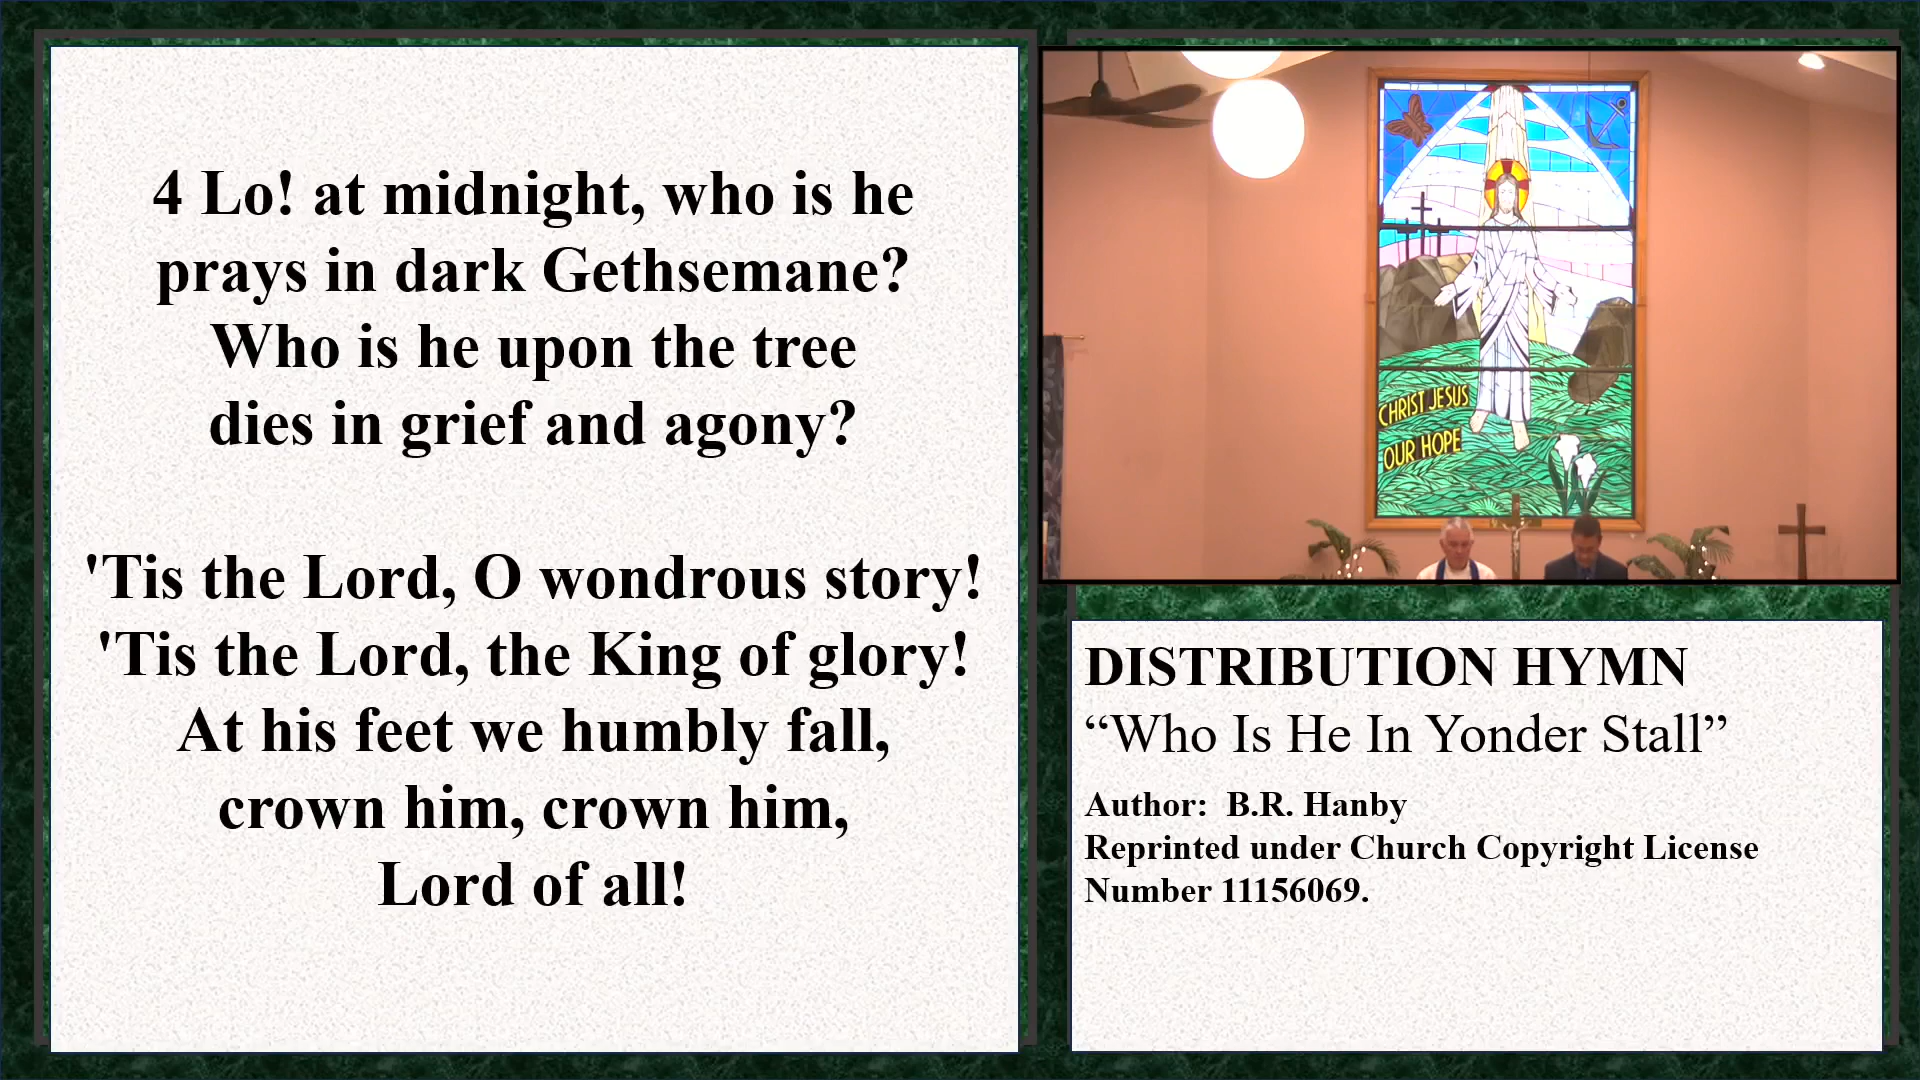 4 Lo! at midnight, who is he
prays in dark Gethsemane?
Who is he upon the tree
dies in grief and agony?
'Tis the Lord, O wondrous story!
'Tis the Lord, the King of glory!
At his feet we humbly fall,
crown him, crown him,
Lord of all!
CHRIST JESUS
OUR HOPE
DISTRIBUTION HYMN
“Who Is He In Yonder Stall”
Author:  B.R. Hanby
Reprinted under Church Copyright License
Number 11156069.